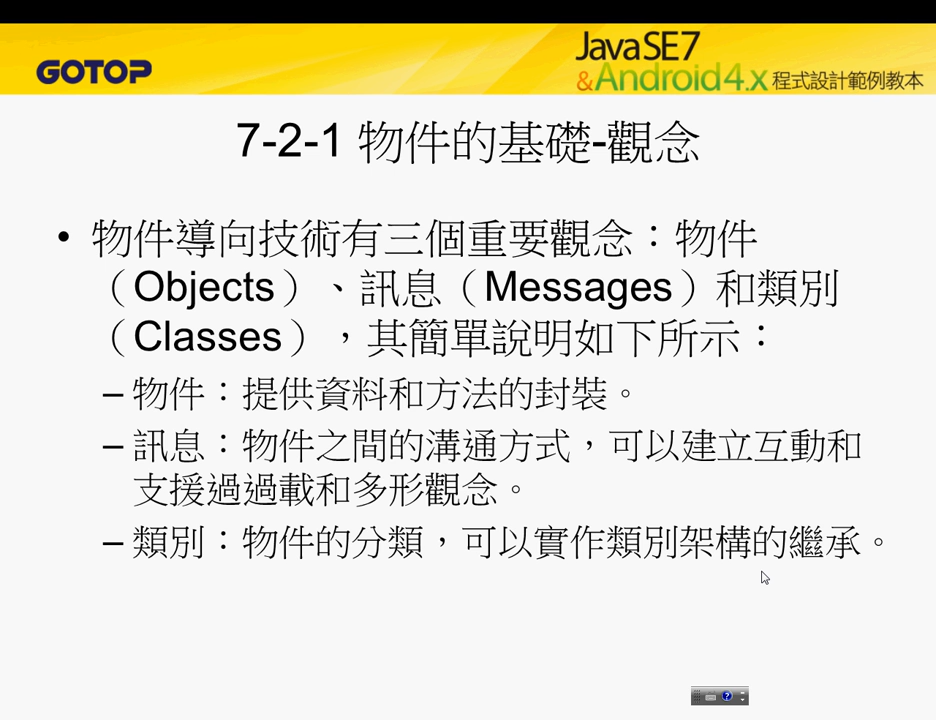 GOTOP
JavaSE7
&Android4.x 程式設計範例教本
7-2-1 物件的基礎-觀念
• 物件導向技術有三個重要觀念：物件
（Objects）、訊息（Messages）和類別
（Classes），其簡單說明如下所示：
– 物件：提供資料和方法的封裝。
– 訊息：物件之間的溝通方式，可以建立互動和
支援過過載和多形觀念。
– 類別：物件的分類，可以實作類別架構的繼承。